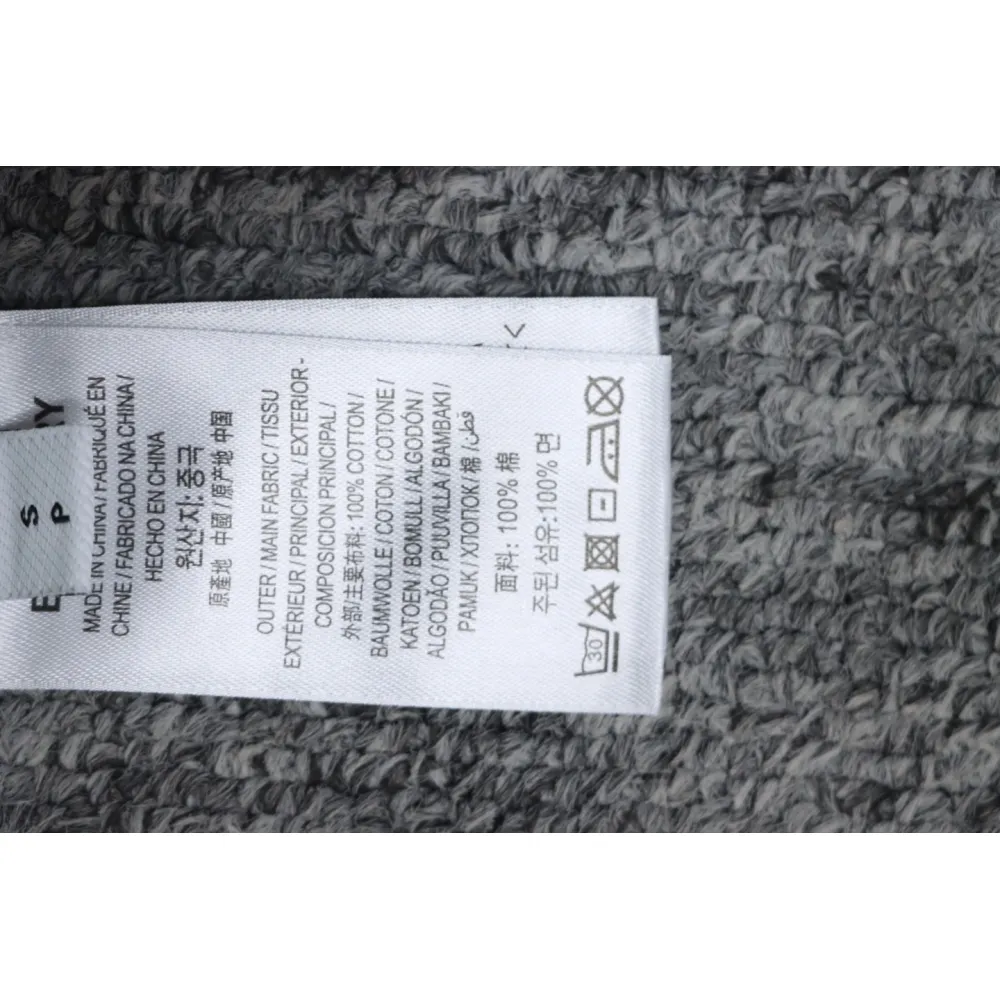 S
P
MADE IN CHINA / FABRIQUÉ EN
CHINE / FABRICADO NA CHINA /
HECHO EN CHINA
원산지: 중국
原產地 中國 / 原产地 中国
OUTER / MAIN FABRIC / TISSU
EXTÉRIEUR / PRINCIPAL / EXTERIOR -
COMPOSICION PRINCIPAL /
外部/主要布料: 100% COTTON /
BAUMWOLLE / COTON / COTONE /
KATOEN / BOMULL / ALGODÓN /
ALGODÃO / PUUVILLA BAMBAKI /
PAMUK / ХЛОПОК / 棉 / قطن
面料: 100% 棉
주된 섬유:100% 면
30